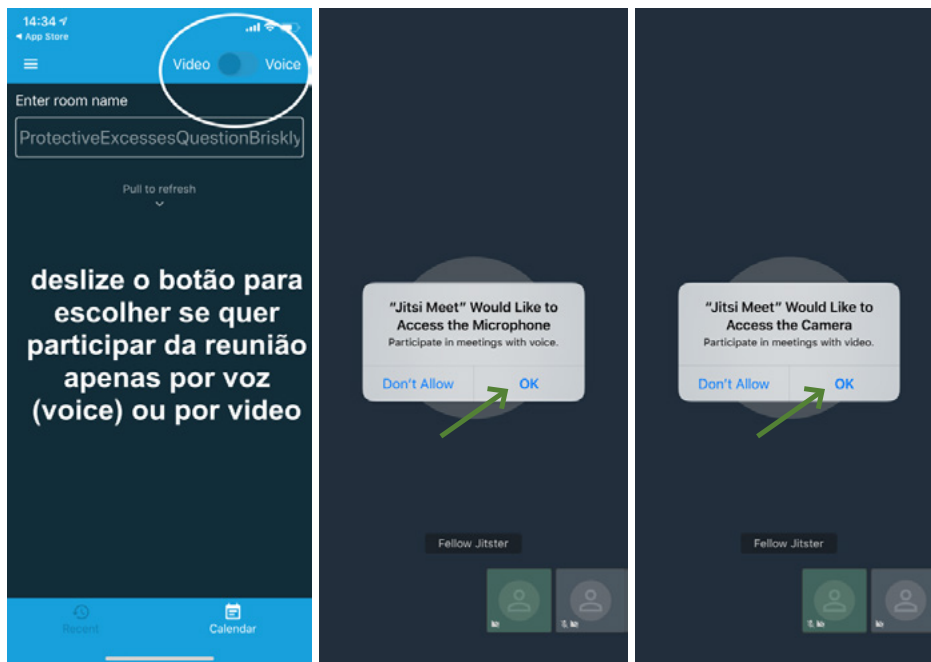 14:34
App Store
Video Voice
Enter room name
ProtectiveExcessesQuestionBriskly
Pull to refresh
deslize o botão para
escolher se quer
participar da reunião
apenas por voz
(voice) ou por video
Recent
Calendar
"Jitsi Meet" Would Like to
Access the Microphone
Participate in meetings with voice.
Don't Allow OK
Fellow Jitster
"Jitsi Meet" Would Like to
Access the Camera
Participate in meetings with video.
Don't Allow OK
Fellow Jitster